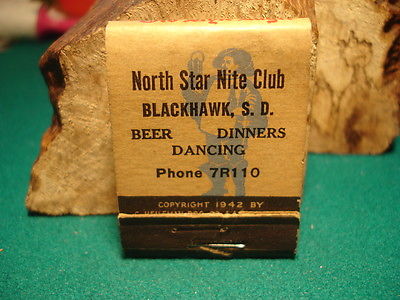 North Star Nite Club
BLACKHAWK, S. D.
BEER DINNERS
DANCING
Phone 7R110
COPYRIGHT 1942 BY